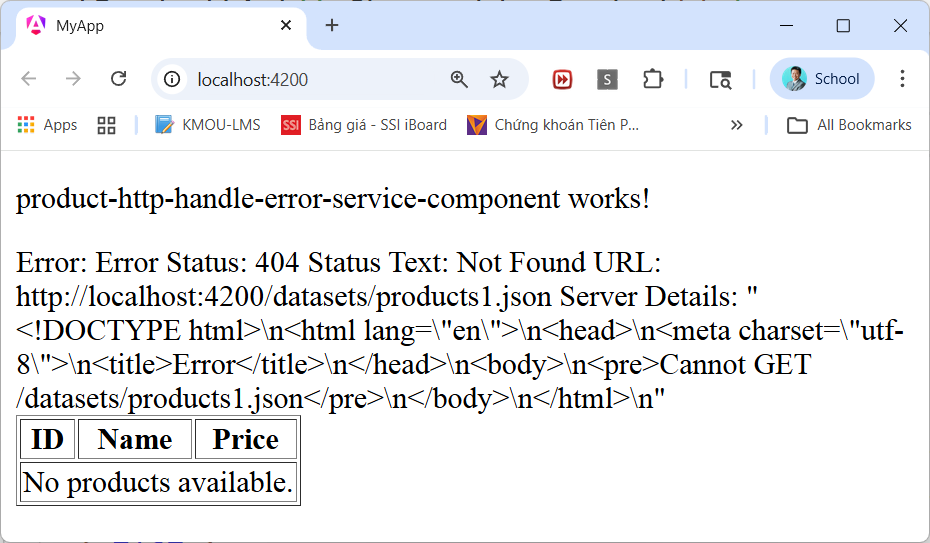 MyApp
localhost:4200
S
School
Apps
KMOU-LMS
SSI
Bảng giá - SSI iBoard
Chứng khoán Tiên P...
All Bookmarks
product-http-handle-error-service-component works!
Error: Error Status: 404 Status Text: Not Found URL:
http://localhost:4200/datasets/products1.json Server Details: "
<!DOCTYPE html>\n<html lang=\"en\">\n<head>\n<meta charset=\"utf-
8\">\n<title>Error</title>\n</head>\n<body>\n<pre>Cannot GET
/datasets/products1.json</pre>\n</body>\n</html>\n"
ID Name Price
No products available.